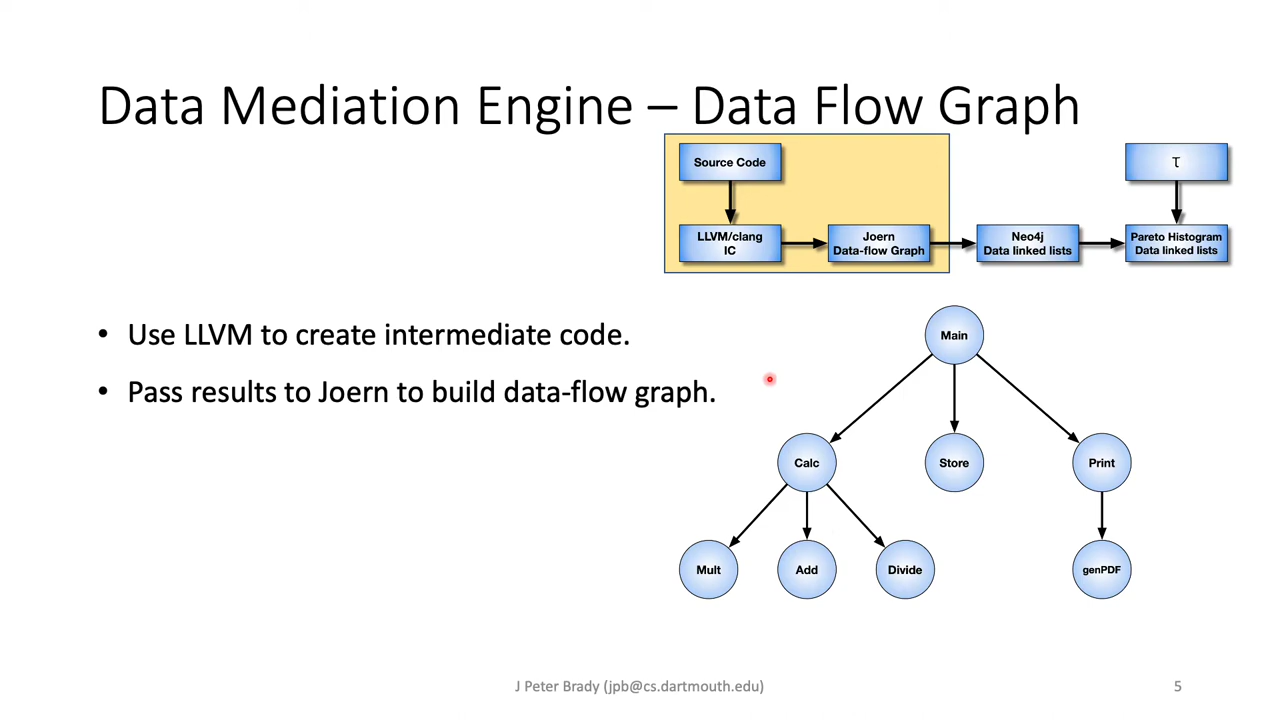 Data Mediation Engine – Data Flow Graph
Source Code
τ
LLVM/clang
IC
Joern
Data-flow Graph
Neo4j
Data linked lists
Pareto Histogram
Data linked lists
• Use LLVM to create intermediate code.
• Pass results to Joern to build data-flow graph.
Main
Calc
Store
Print
Mult
Add
Divide
genPDF
J Peter Brady (jpb@cs.dartmouth.edu)
5